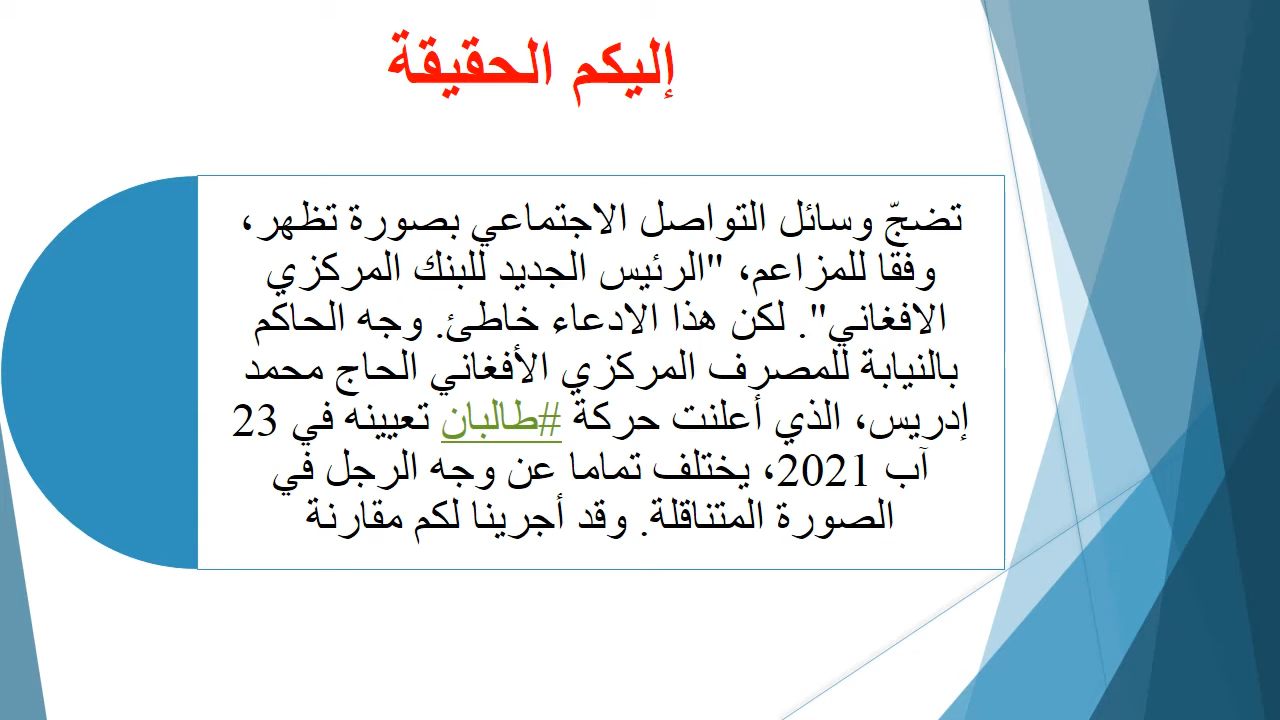 إليكم الحقيقة
تضجّ وسائل التواصل الاجتماعي بصورة تظهر،
وفقا للمزاعم، "الرئيس الجديد للبنك المركزي
الافغاني". لكن هذا الادعاء خاطئ. وجه الحاكم
بالنيابة للمصرف المركزي الأفغاني الحاج محمد
إدريس، الذي أعلنت حركة #طالبان تعيينه في 23
آب 2021، يختلف تماما عن وجه الرجل في
الصورة المتناقلة. وقد أجرينا لكم مقارنة